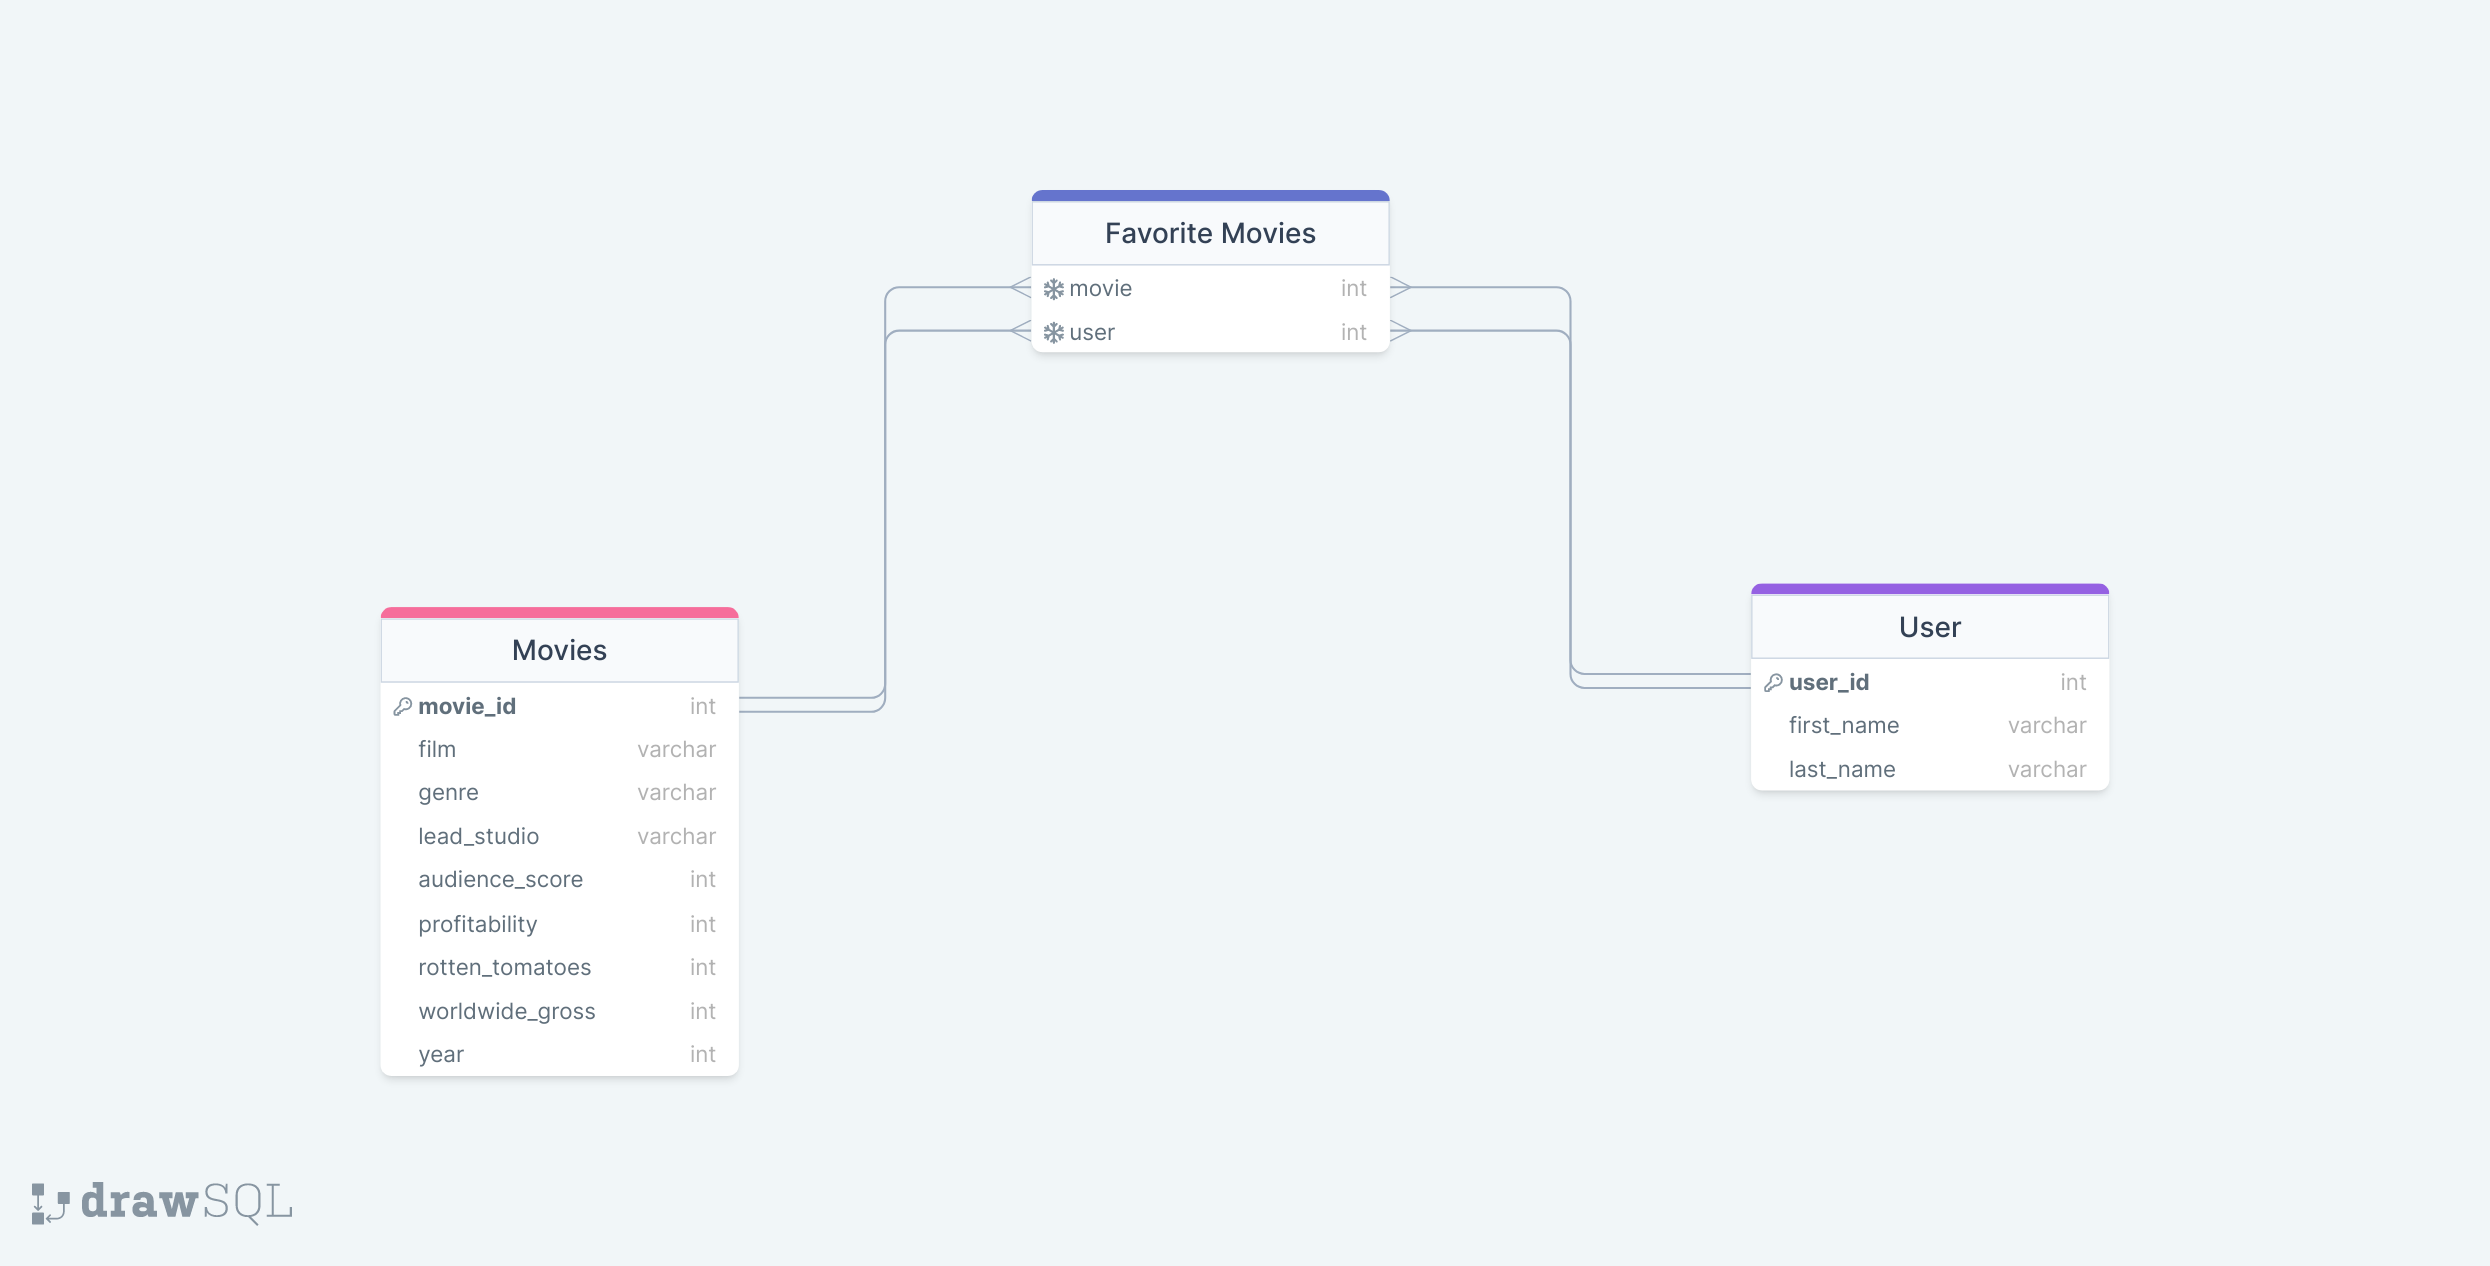 Favorite Movies
movie int
user int
Movies
movie_id int
film varchar
genre varchar
lead_studio varchar
audience_score int
profitability int
rotten_tomatoes int
worldwide_gross int
year int
User
user_id int
first_name varchar
last_name varchar
drawSQL